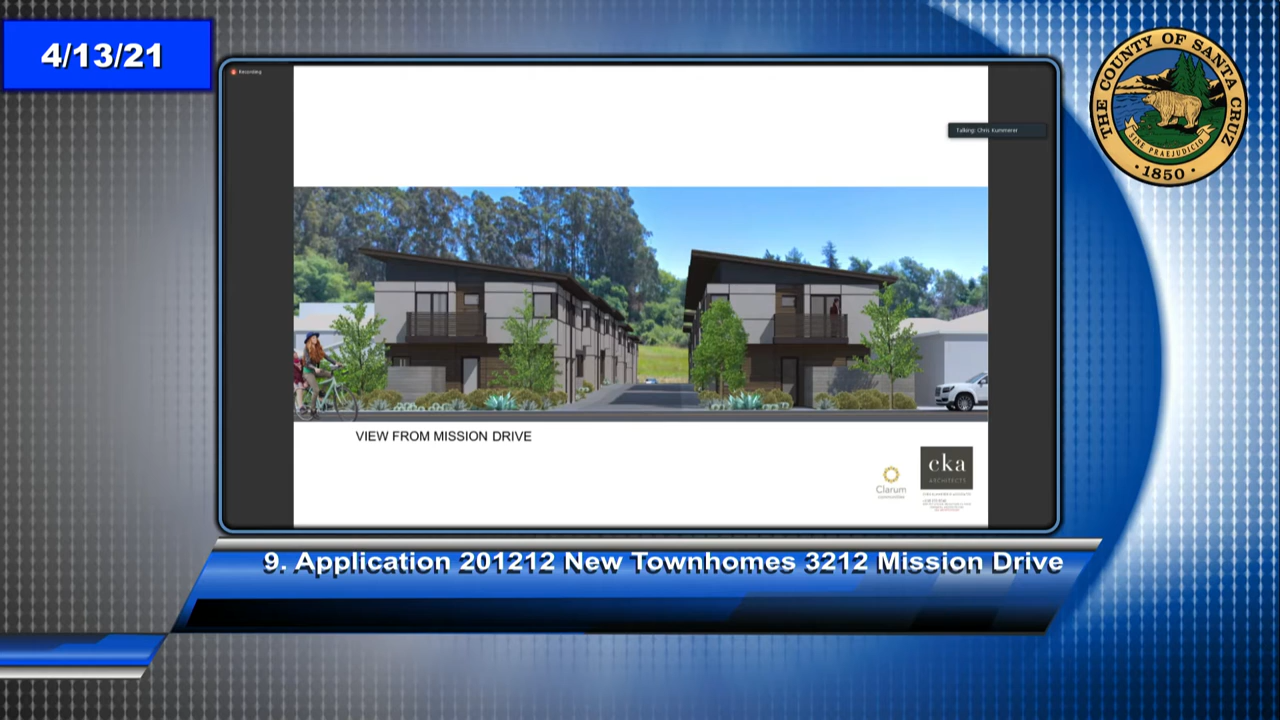 4/13/21
Recording
THE COUNTY OF SANTA CRUZ
SINE PRAEJUDICIO
• 1850 •
Talking: Chris Kummerer
VIEW FROM MISSION DRIVE
Clarum
communities
cka
ARCHITECTS
9. Application 201212 New Townhomes 3212 Mission Drive